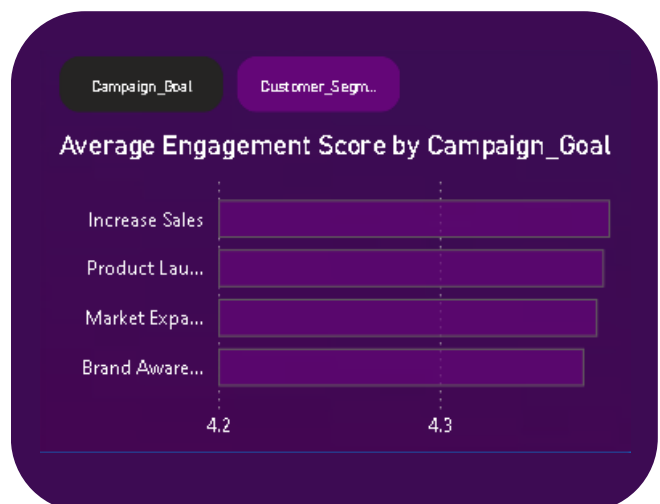 Campaign_Goal
Customer_Segm...
Average Engagement Score by Campaign_Goal
Increase Sales
Product Lau...
Market Expa...
Brand Aware...
4.2
4.3